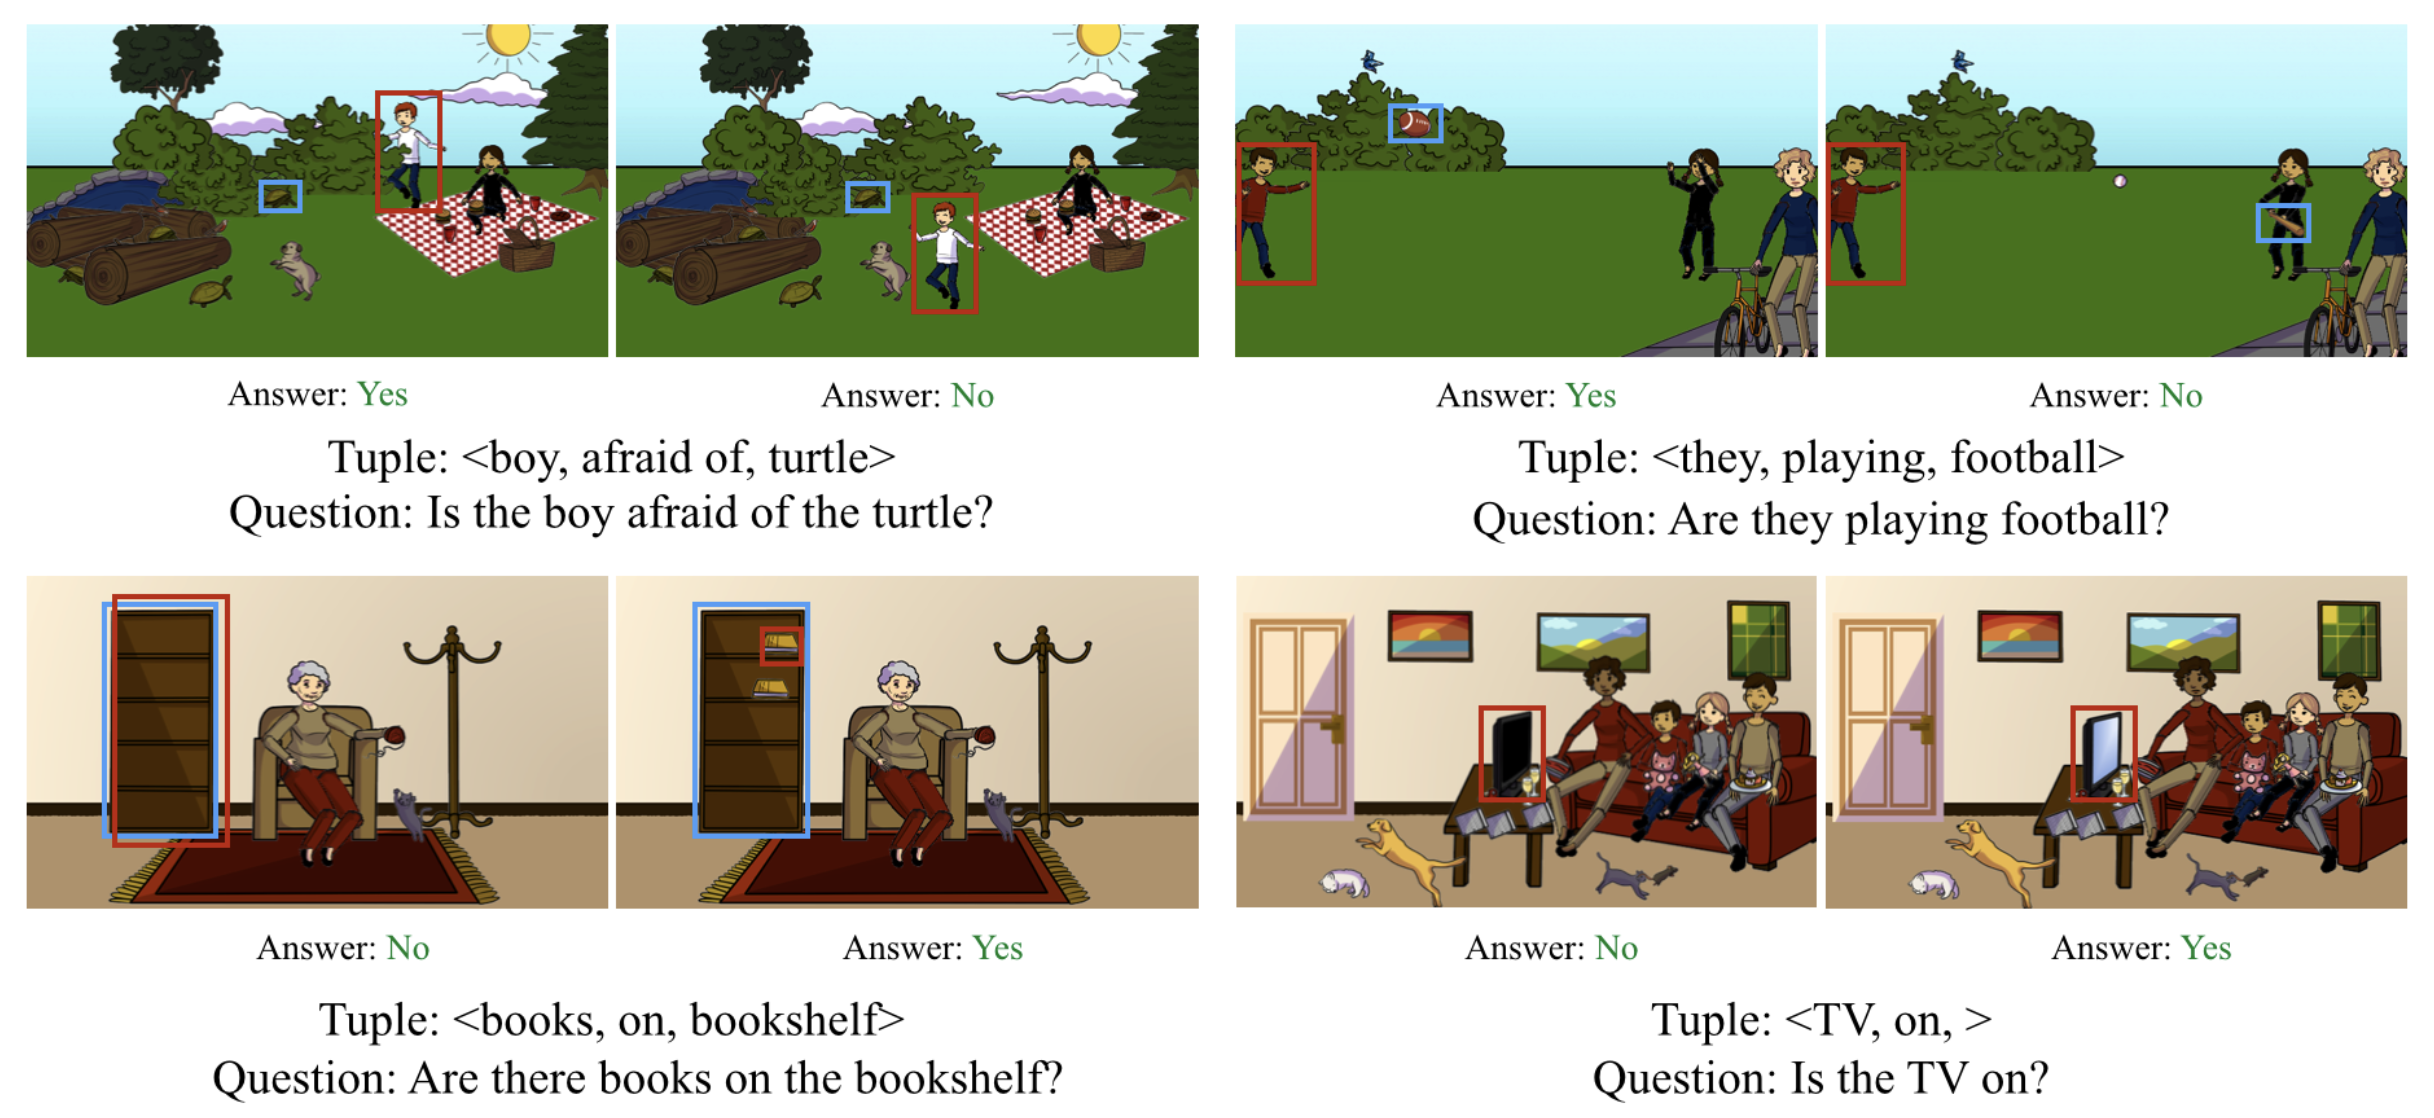 Answer: Yes
Answer: No
Tuple: <boy, afraid of, turtle>
Question: Is the boy afraid of the turtle?
Answer: Yes
Answer: No
Tuple: <they, playing, football>
Question: Are they playing football?
Answer: No
Answer: Yes
Tuple: <books, on, bookshelf>
Question: Are there books on the bookshelf?
Answer: No
Answer: Yes
Tuple: <TV, on, >
Question: Is the TV on?